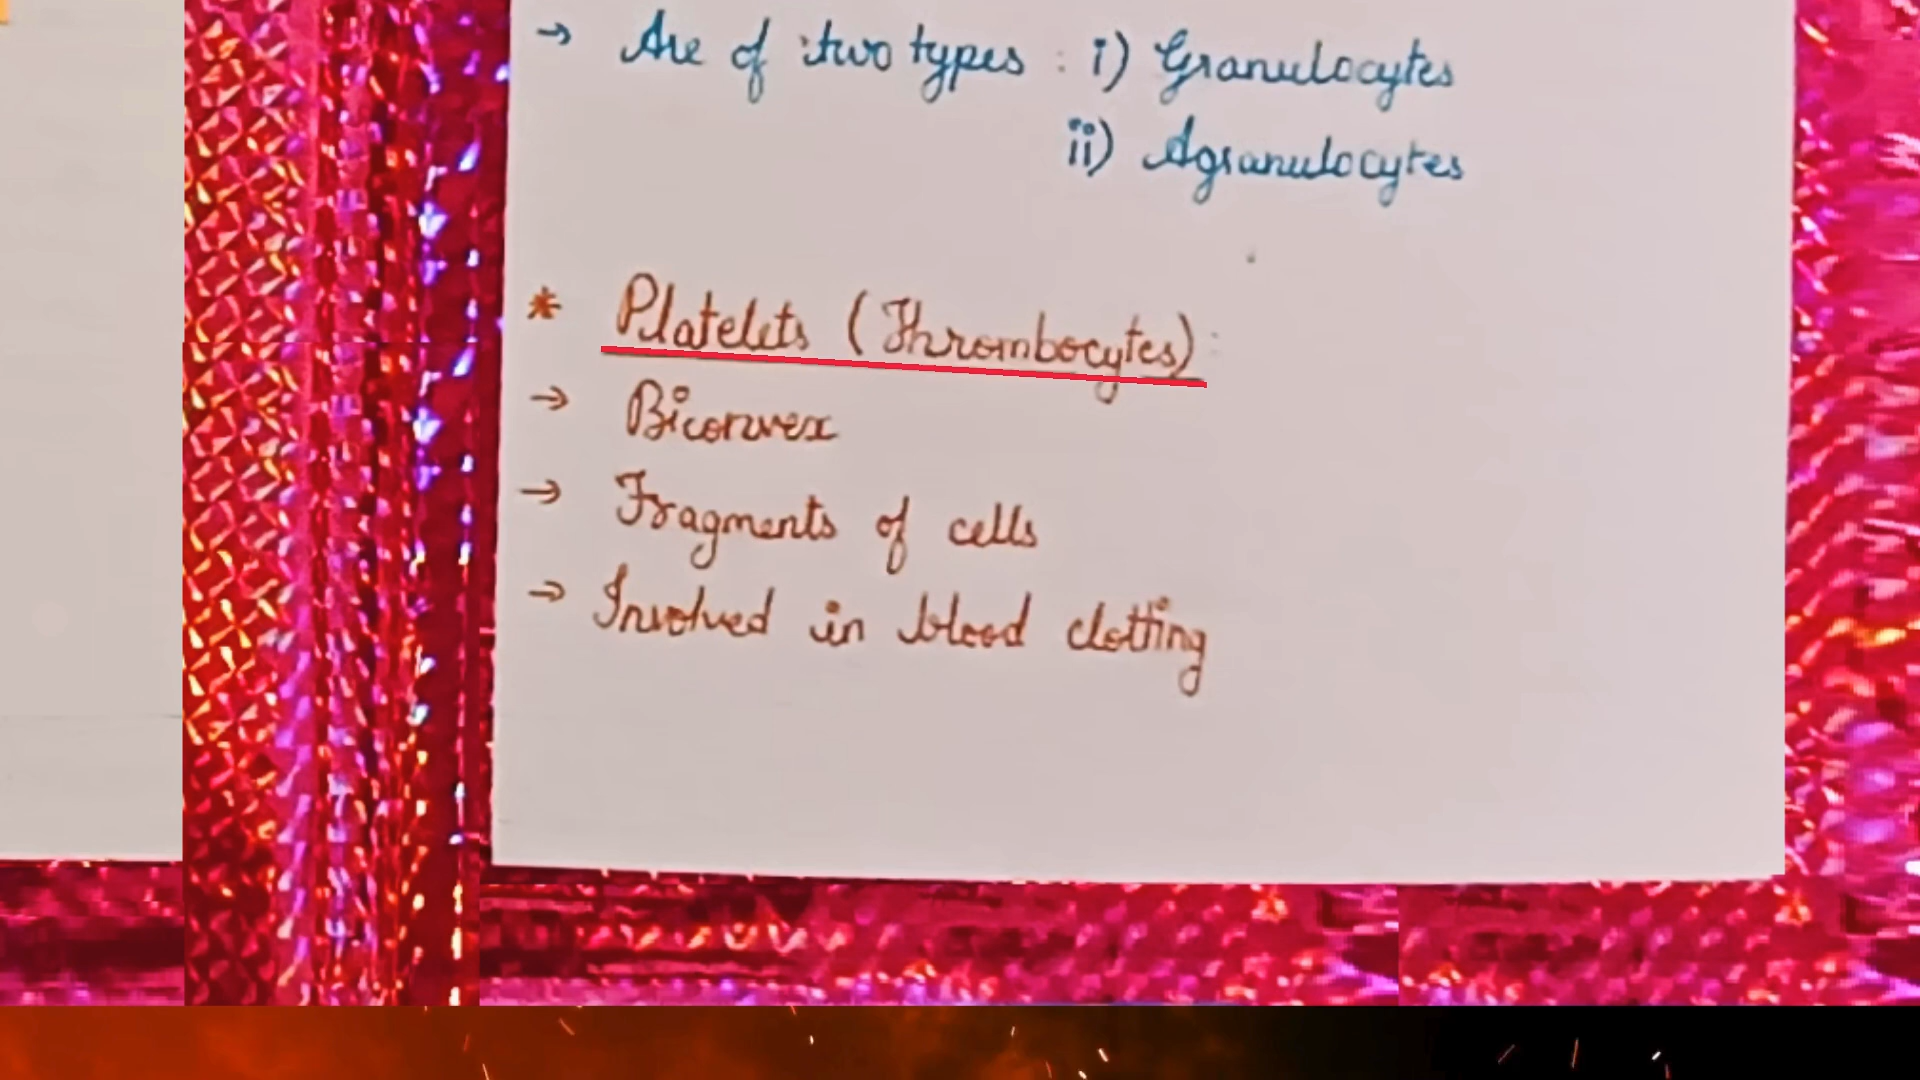 → Are of two types : i) Granulocytes
ii) Agranulocytes
* Platelets (Thrombocytes) :
→ Biconvex
→ Fragments of cells
→ Involved in blood clotting